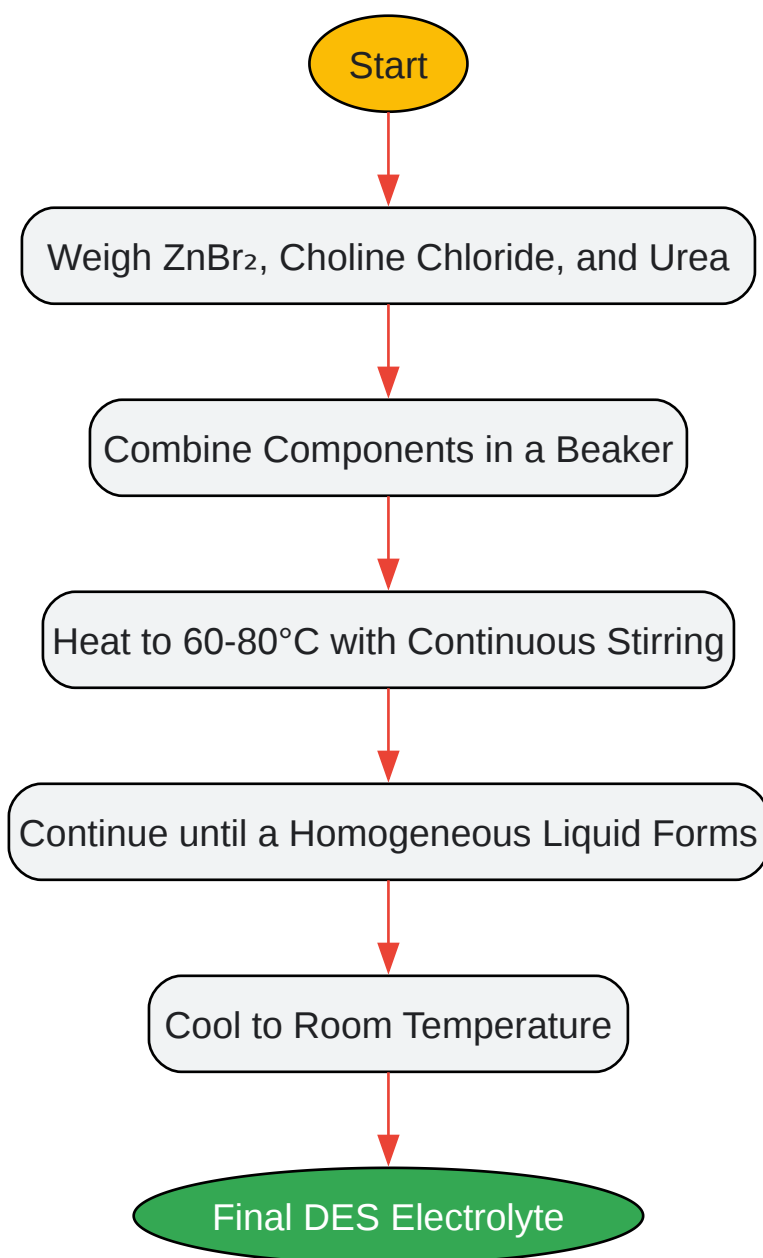 Start
Weigh ZnBr₂, Choline Chloride, and Urea
Combine Components in a Beaker
Heat to 60-80°C with Continuous Stirring
Continue until a Homogeneous Liquid Forms
Cool to Room Temperature
Final DES Electrolyte